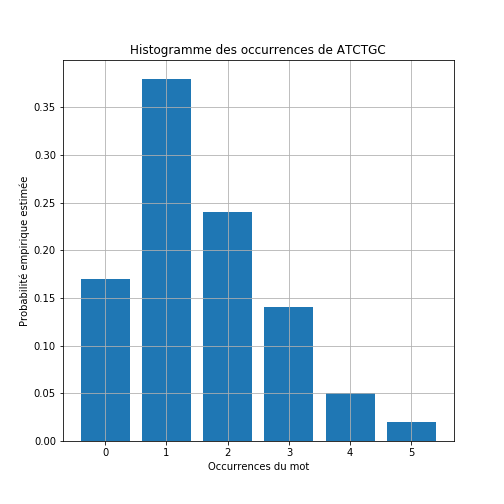 Histogramme des occurrences de ATCTGC
Probabilité empirique estimée
0.35
0.30
0.25
0.20
0.15
0.10
0.05
0.00
0 1 2 3 4 5
Occurrences du mot